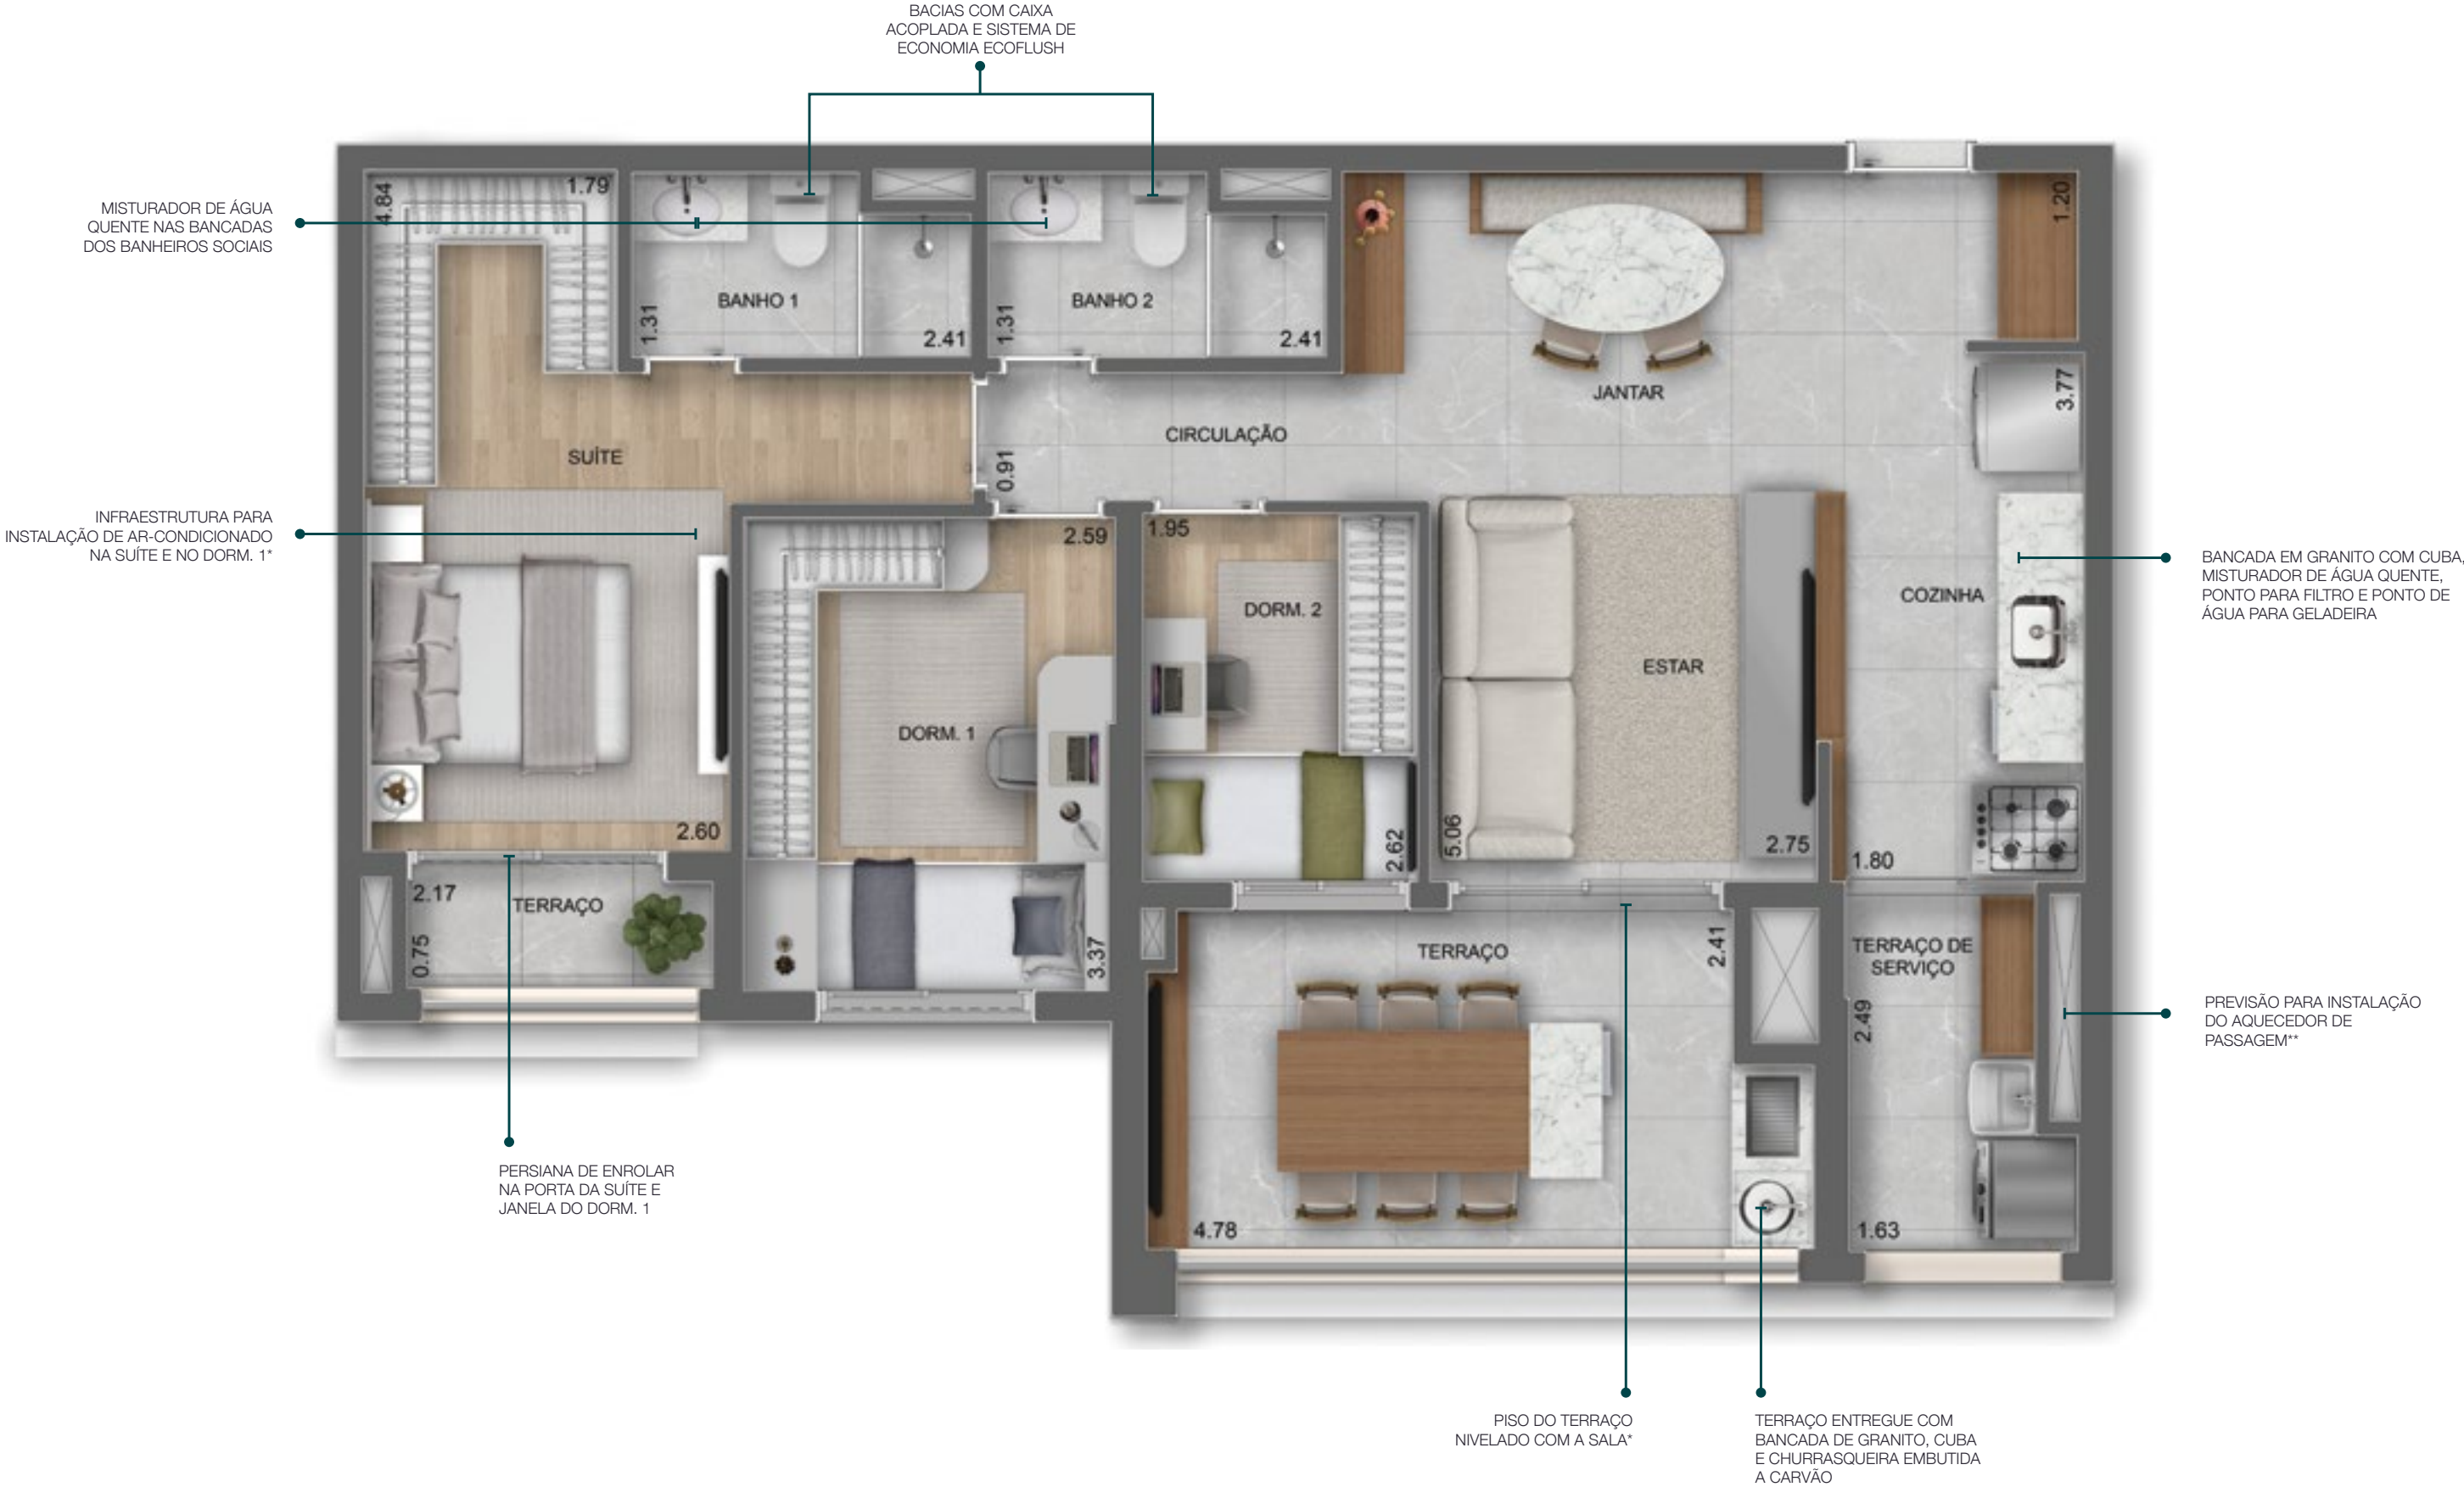 BACIAS COM CAIXA
ACOPLADA E SISTEMA DE
ECONOMIA ECOFLUSH
MISTURADOR DE ÁGUA
QUENTE NAS BANCADAS
DOS BANHEIROS SOCIAIS
4.84
1.79
1.31
BANHO 1
2.41
1.31
BANHO 2
2.41
1.20
JANTAR
3.77
CIRCULAÇÃO
0.91
SUÍTE
INFRAESTRUTURA PARA
INSTALAÇÃO DE AR-CONDICIONADO
NA SUÍTE E NO DORM. 1*
2.59
1.95
DORM. 2
COZINHA
BANCADA EM GRANITO COM CUBA,
MISTURADOR DE ÁGUA QUENTE,
PONTO PARA FILTRO E PONTO DE
ÁGUA PARA GELADEIRA
ESTAR
DORM. 1
2.60
2.62
5.06
2.75
1.80
2.17
TERRAÇO
0.75
3.37
TERRAÇO
2.41
TERRAÇO DE
SERVIÇO
2.49
PREVISÃO PARA INSTALAÇÃO
DO AQUECEDOR DE
PASSAGEM**
PERSIANA DE ENROLAR
NA PORTA DA SUÍTE E
JANELA DO DORM. 1
4.78
1.63
PISO DO TERRAÇO
NIVELADO COM A SALA*
TERRAÇO ENTREGUE COM
BANCADA DE GRANITO, CUBA
E CHURRASQUEIRA EMBUTIDA
A CARVÃO